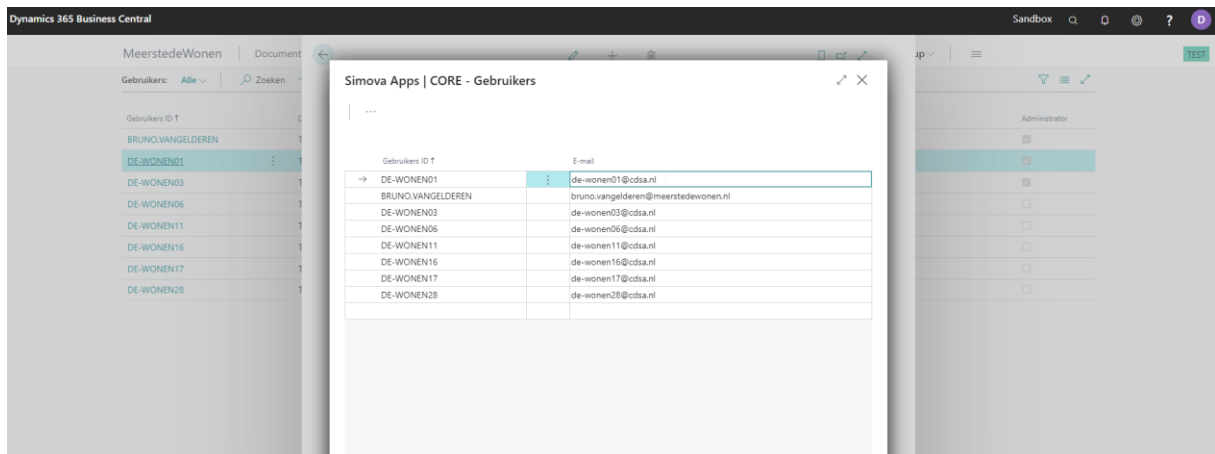 Dynamics 365 Business Central Sandbox ? D
MeerstedeWonen Document up TEST
Gebruikers: Alle Zoeken
Simova Apps | CORE - Gebruikers
...
Gebruikers ID ↑ Administrator
BRUNO.VANGELDEREN
DE-WONEN01
DE-WONEN03
DE-WONEN06
DE-WONEN11
DE-WONEN16
DE-WONEN17
DE-WONEN28
Gebruikers ID ↑ E-mail
→ DE-WONEN01 de-wonen01@cdsa.nl
BRUNO.VANGELDEREN bruno.vangelderen@meerstedewonen.nl
DE-WONEN03 de-wonen03@cdsa.nl
DE-WONEN06 de-wonen06@cdsa.nl
DE-WONEN11 de-wonen11@cdsa.nl
DE-WONEN16 de-wonen16@cdsa.nl
DE-WONEN17 de-wonen17@cdsa.nl
DE-WONEN28 de-wonen28@cdsa.nl